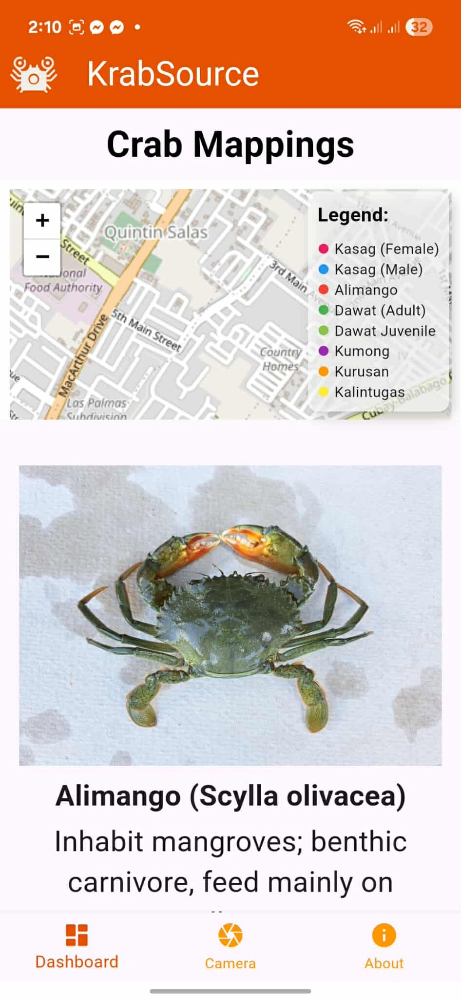 2:10
32
KrabSource
Crab Mappings
+
−
Quintin Salas
Street
Food Authority
5th Main Street
3rd Main
MacArthur Drive
Country
Homes
Las Palmas
Subdivision
Legend:
Kasag (Female)
Kasag (Male)
Alimango
Dawat (Adult)
Dawat Juvenile
Kumong
Kurusan
Kalintugas
Alimango (Scylla olivacea)
Inhabit mangroves; benthic
carnivore, feed mainly on
Dashboard
Camera
About